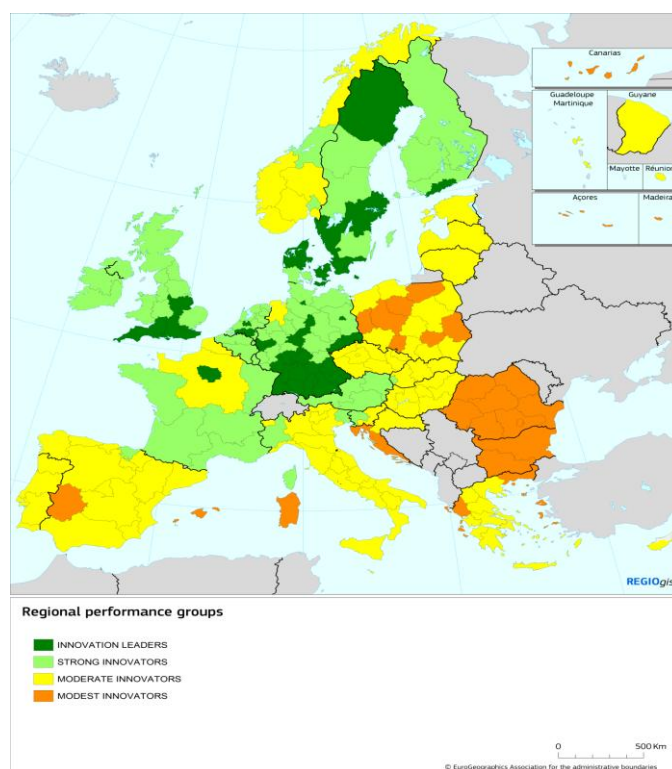 Canarias
Guadeloupe
Martinique
Guyane
Mayotte
Réunion
Açores
Madeira
REGIOgis
Regional performance groups
INNOVATION LEADERS
STRONG INNOVATORS
MODERATE INNOVATORS
MODEST INNOVATORS
0 500 Km
© EuroGeographics Association for the administrative boundaries